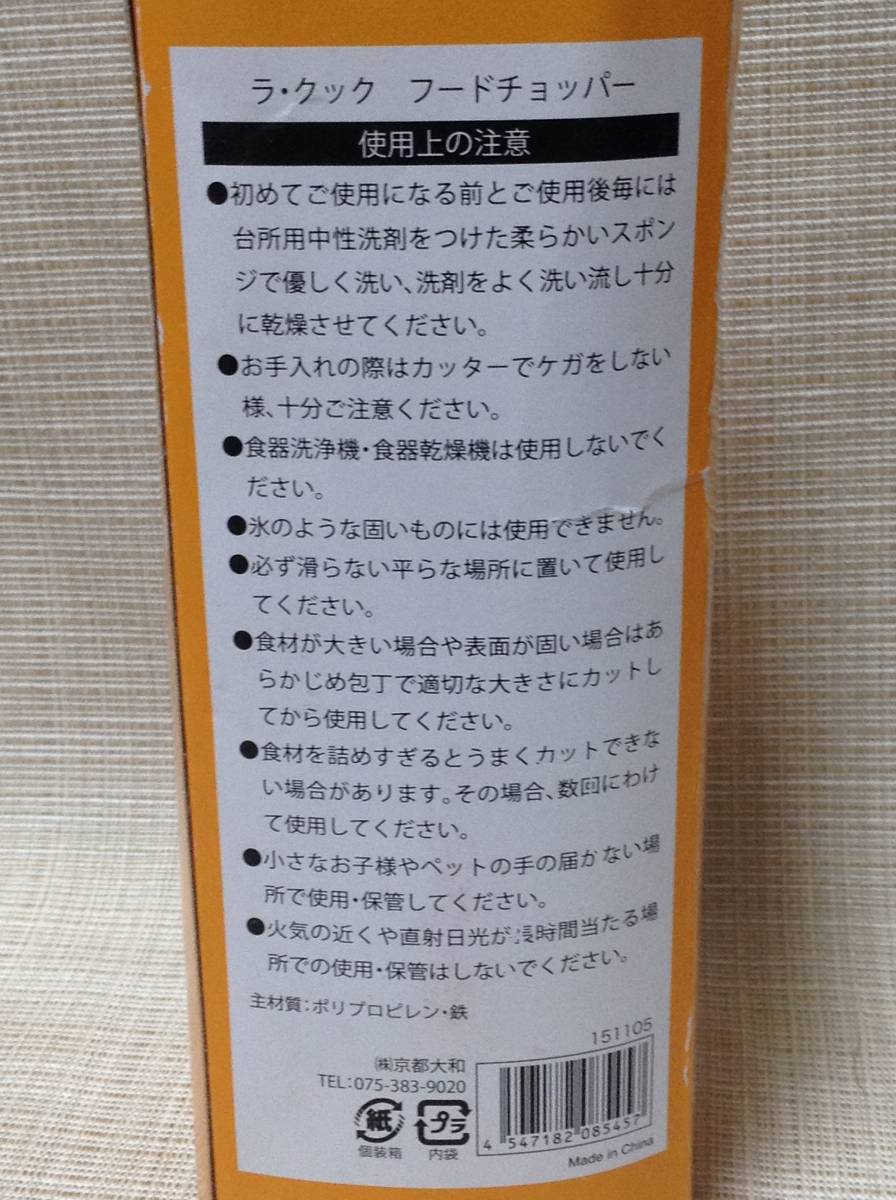 ラ・クック フードチョッパー
使用上の注意
●初めてご使用になる前とご使用後毎には
台所用中性洗剤をつけた柔らかいスポン
ジで優しく洗い、洗剤をよく洗い流し十分
に乾燥させてください。
●お手入れの際はカッターでケガをしない
様、十分ご注意ください。
●食器洗浄機・食器乾燥機は使用しないでく
ださい。
●氷のような固いものには使用できません。
●必ず滑らない平らな場所に置いて使用し
てください。
●食材が大きい場合や表面が固い場合はあ
らかじめ包丁で適切な大きさにカットし
てから使用してください。
●食材を詰めすぎるとうまくカットできな
い場合があります。その場合、数回にわけ
て使用してください。
●小さなお子様やペットの手の届かない場
所で使用・保管してください。
●火気の近くや直射日光が長時間当たる場
所での使用・保管はしないでください。
主材質：ポリプロピレン・鉄
151105
㈱京都大和
TEL：075-383-9020
紙
個装箱
プラ
内袋
4 547182 085457
Made in China